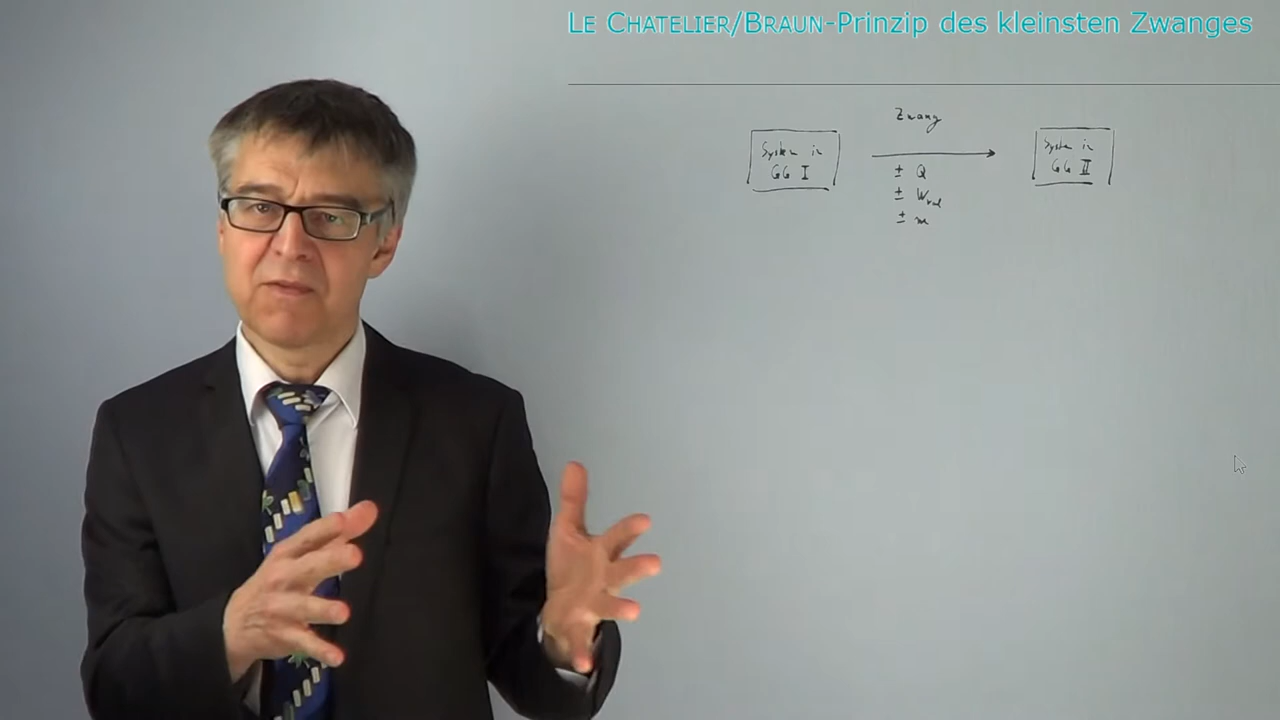 LE CHATELIER/BRAUN-Prinzip des kleinsten Zwanges
Zwang
System in
GG I
± Q
± Wvol
± m
System in
GG II